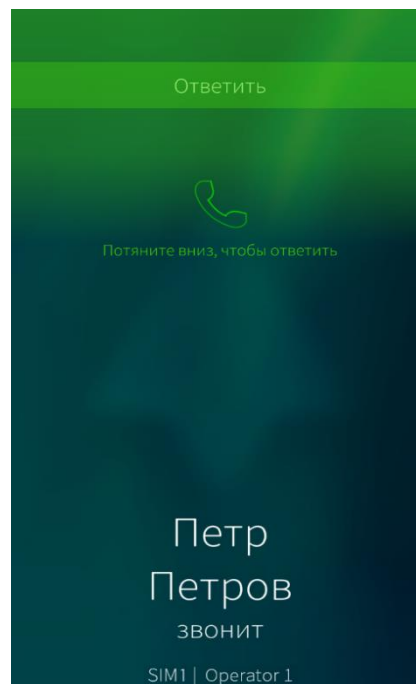 Ответить
Потяните вниз, чтобы ответить
Петр
Петров
звонит
SIM1 | Operator 1